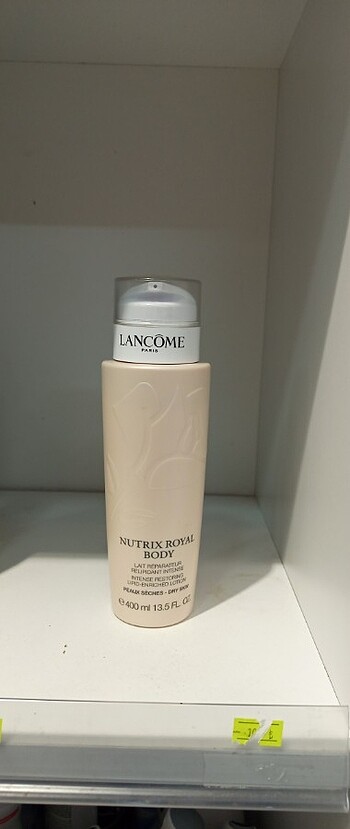 LANCÔME
PARIS
NUTRIX ROYAL
BODY
LAIT RÉPARATEUR
RELIPIDANT INTENSE
INTENSE RESTORING
LIPID-ENRICHED LOTION
PEAUX SÈCHES - DRY SKIN
℮ 400 ml 13.5 FL. OZ.